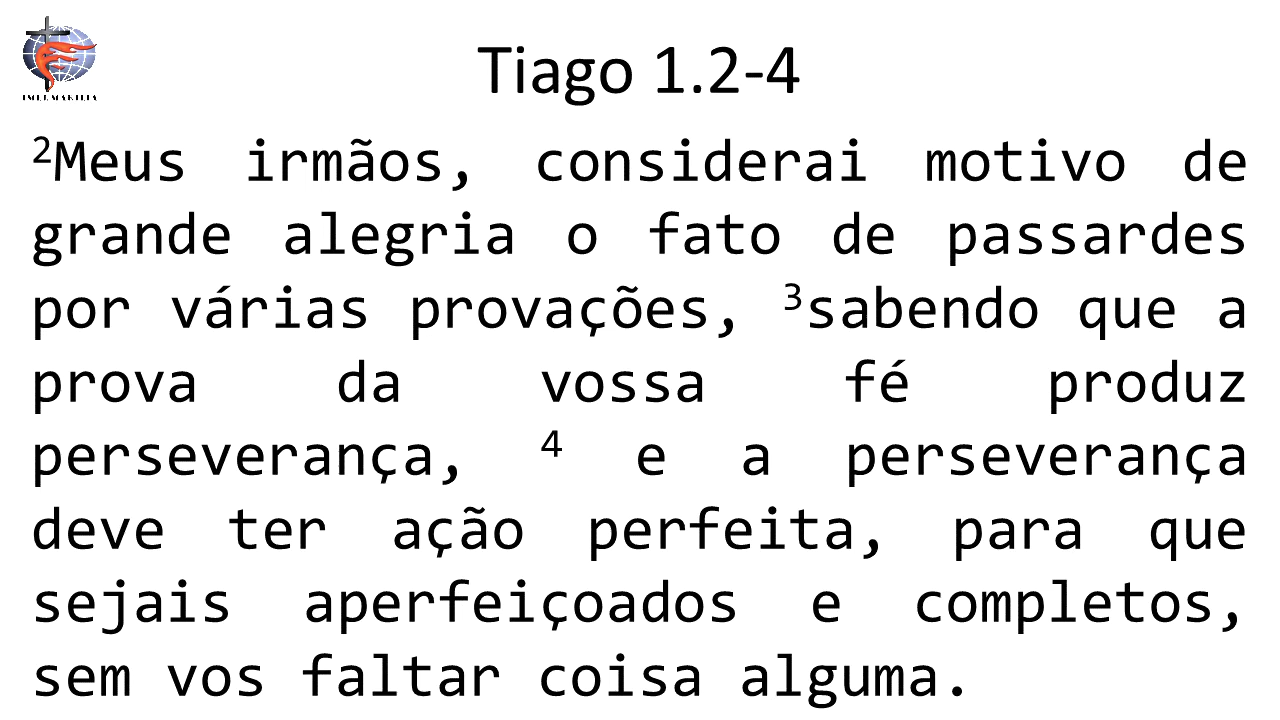 Tiago 1.2-4
²Meus irmãos, considerai motivo de
grande alegria o fato de passardes
por várias provações, ³sabendo que a
prova da vossa fé produz
perseverança, ⁴ e a perseverança
deve ter ação perfeita, para que
sejais aperfeiçoados e completos,
sem vos faltar coisa alguma.